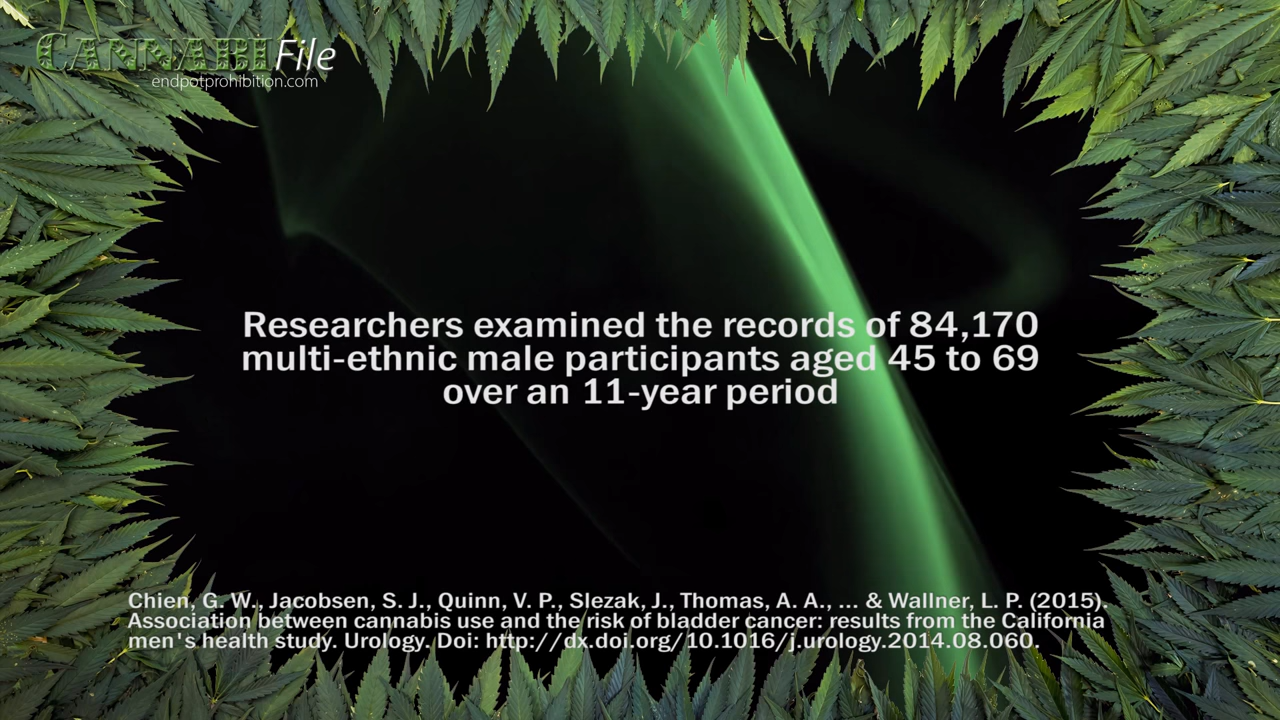 CANNABIFile
endpotprohibition.com
Researchers examined the records of 84,170
multi-ethnic male participants aged 45 to 69
over an 11-year period
Chien, G. W., Jacobsen, S. J., Quinn, V. P., Slezak, J., Thomas, A. A., ... & Wallner, L. P. (2015).
Association between cannabis use and the risk of bladder cancer: results from the California
men's health study. Urology. Doi: http://dx.doi.org/10.1016/j.urology.2014.08.060.